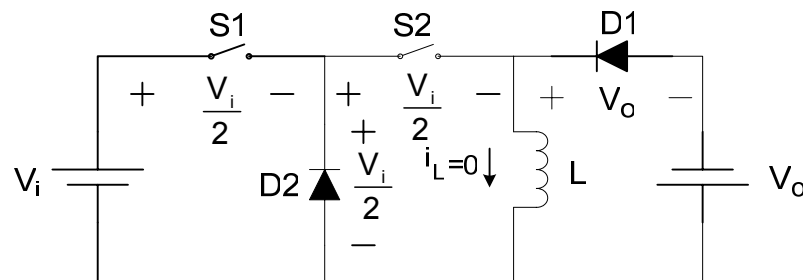 S1 S2 D1
+ V_i/2 − + V_i/2 − + V_o −
V_i D2 + V_i/2 − i_L=0 L V_o